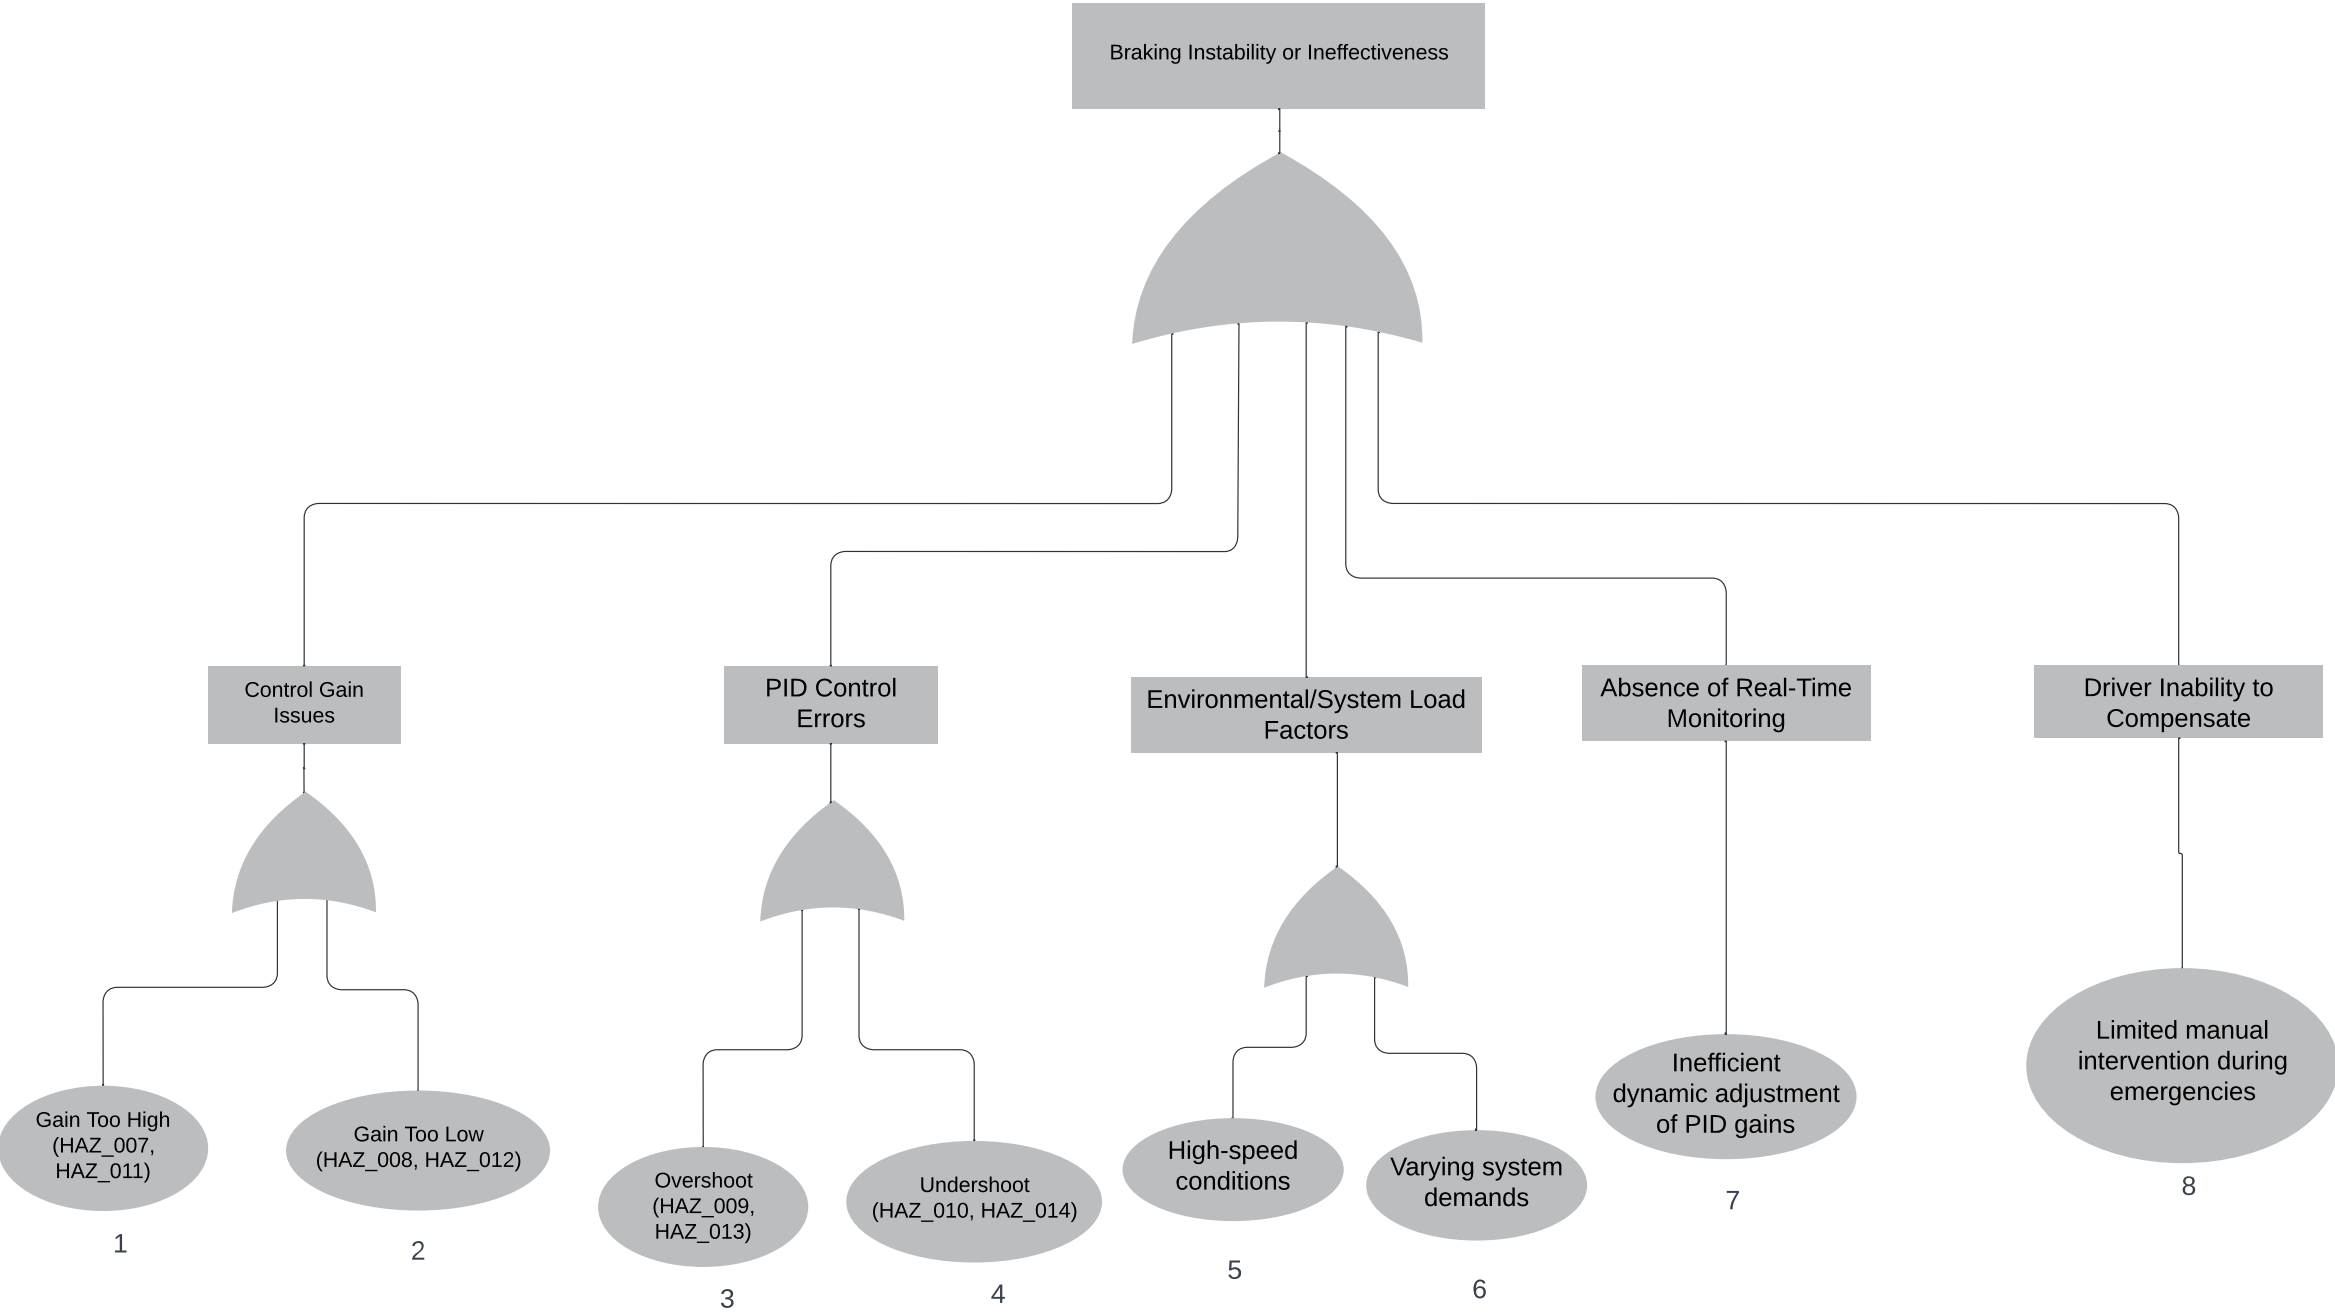 Braking Instability or Ineffectiveness
Control Gain
Issues
PID Control
Errors
Environmental/System Load
Factors
Absence of Real-Time
Monitoring
Driver Inability to
Compensate
Gain Too High
(HAZ_007,
HAZ_011)
1
Gain Too Low
(HAZ_008, HAZ_012)
2
Overshoot
(HAZ_009,
HAZ_013)
3
Undershoot
(HAZ_010, HAZ_014)
4
High-speed
conditions
5
Varying system
demands
6
Inefficient
dynamic adjustment
of PID gains
7
Limited manual
intervention during
emergencies
8